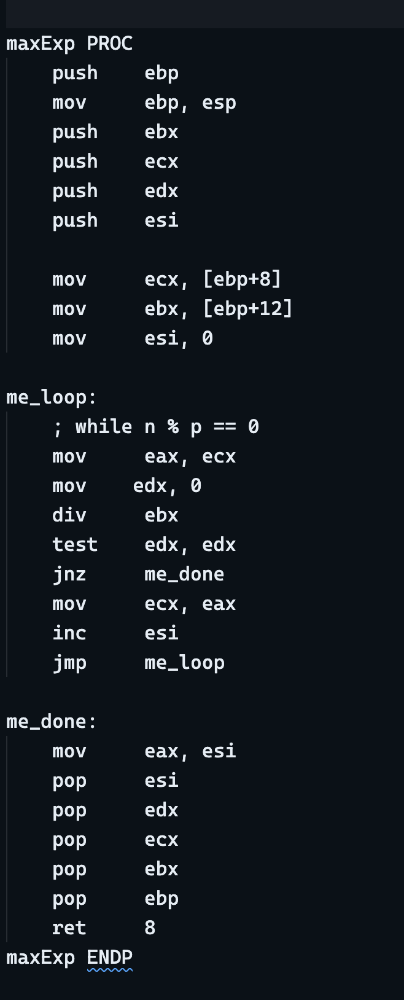 maxExp PROC
    push    ebp
    mov     ebp, esp
    push    ebx
    push    ecx
    push    edx
    push    esi
    mov     ecx, [ebp+8]
    mov     ebx, [ebp+12]
    mov     esi, 0
me_loop:
    ; while n % p == 0
    mov     eax, ecx
    mov    edx, 0
    div     ebx
    test    edx, edx
    jnz     me_done
    mov     ecx, eax
    inc     esi
    jmp     me_loop
me_done:
    mov     eax, esi
    pop     esi
    pop     edx
    pop     ecx
    pop     ebx
    pop     ebp
    ret     8
maxExp ENDP